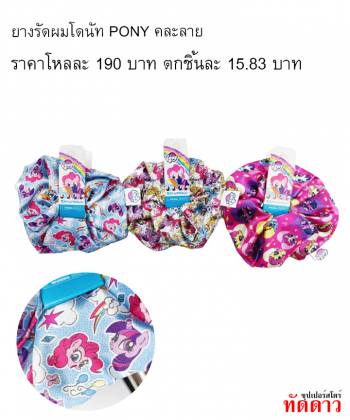 ยางรัดผมโดนัท PONY คละลาย
ราคาโหลละ 190 บาท ตกชิ้นละ 15.83 บาท
ซุปเปอร์สโตร์
ทัดดาว